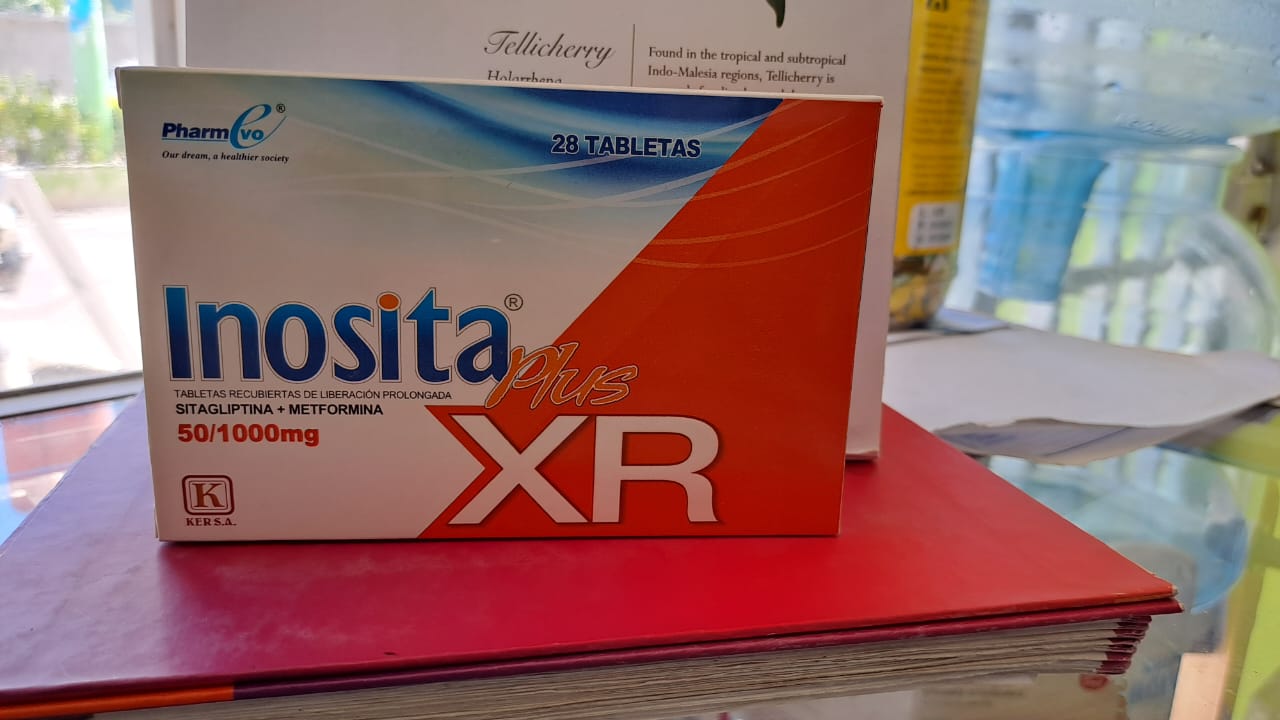 Tellicherry
Holarrhena
Found in the tropical and subtropical
Indo-Malesia regions, Tellicherry is
Pharmevo®
Our dream, a healthier society
28 TABLETAS
Inosita® Plus
TABLETAS RECUBIERTAS DE LIBERACIÓN PROLONGADA
SITAGLIPTINA + METFORMINA
50/1000mg
XR
K
KER S.A.